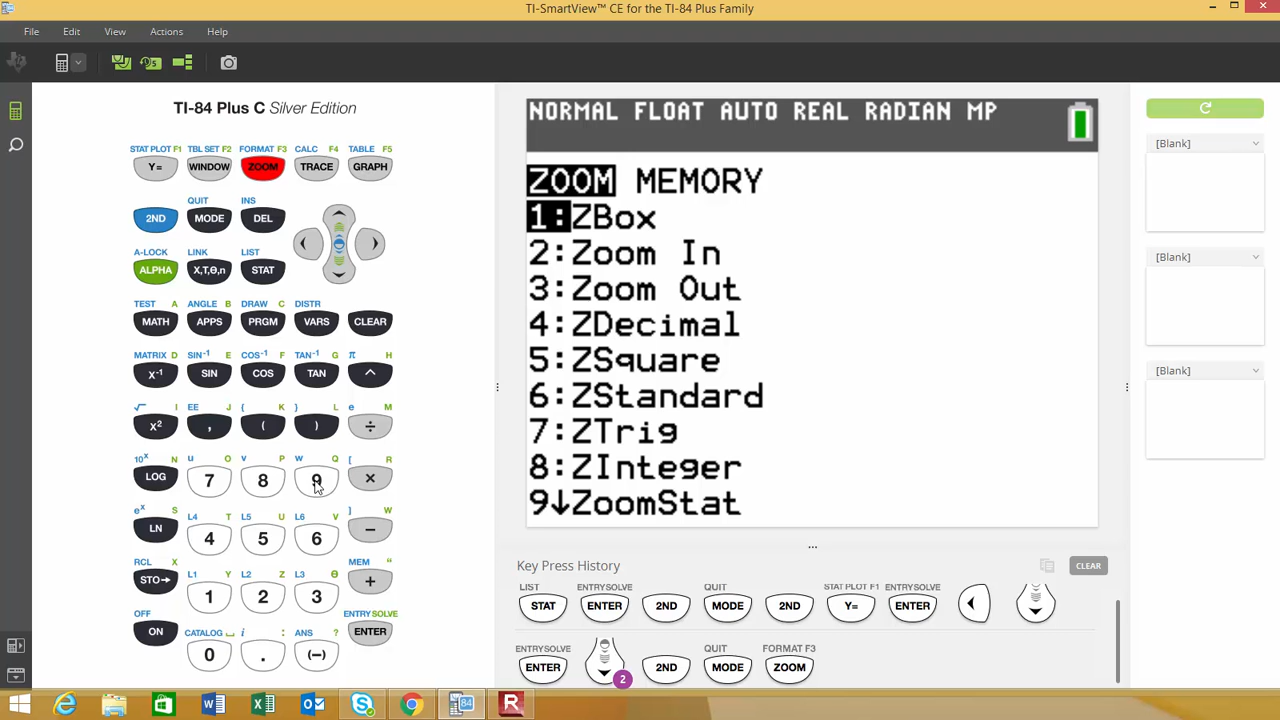 TI-SmartView™ CE for the TI-84 Plus Family
File Edit View Actions Help
84
TI-84 Plus C Silver Edition
STAT PLOT F1 TBL SET F2 FORMAT F3 CALC F4 TABLE F5
Y= WINDOW ZOOM TRACE GRAPH
QUIT INS
2ND MODE DEL
A-LOCK LINK LIST
ALPHA X,T,Θ,n STAT
TEST A ANGLE B DRAW C DISTR
MATH APPS PRGM VARS CLEAR
MATRIX D SIN⁻¹ E COS⁻¹ F TAN⁻¹ G π H
X⁻¹ SIN COS TAN ^
√ I EE J { K } L e M
X² , ( ) ÷
10ˣ N u O v P w Q [ R
LOG 7 8 9 ×
eˣ S L4 T L5 U L6 V ] W
LN 4 5 6 −
RCL X L1 Y L2 Z L3 Θ MEM "
STO→ 1 2 3 +
OFF CATALOG ⎵ i : ANS ? ENTRY SOLVE
ON 0 . (−) ENTER
NORMAL FLOAT AUTO REAL RADIAN MP
ZOOM MEMORY
1:ZBox
2:Zoom In
3:Zoom Out
4:ZDecimal
5:ZSquare
6:ZStandard
7:ZTrig
8:ZInteger
9↓ZoomStat
...
Key Press History
CLEAR
LIST ENTRYSOLVE QUIT STAT PLOT F1 ENTRYSOLVE
STAT ENTER 2ND MODE 2ND Y= ENTER
ENTRYSOLVE QUIT FORMAT F3
ENTER 2 2ND MODE ZOOM
[Blank]
[Blank]
[Blank]
84
R